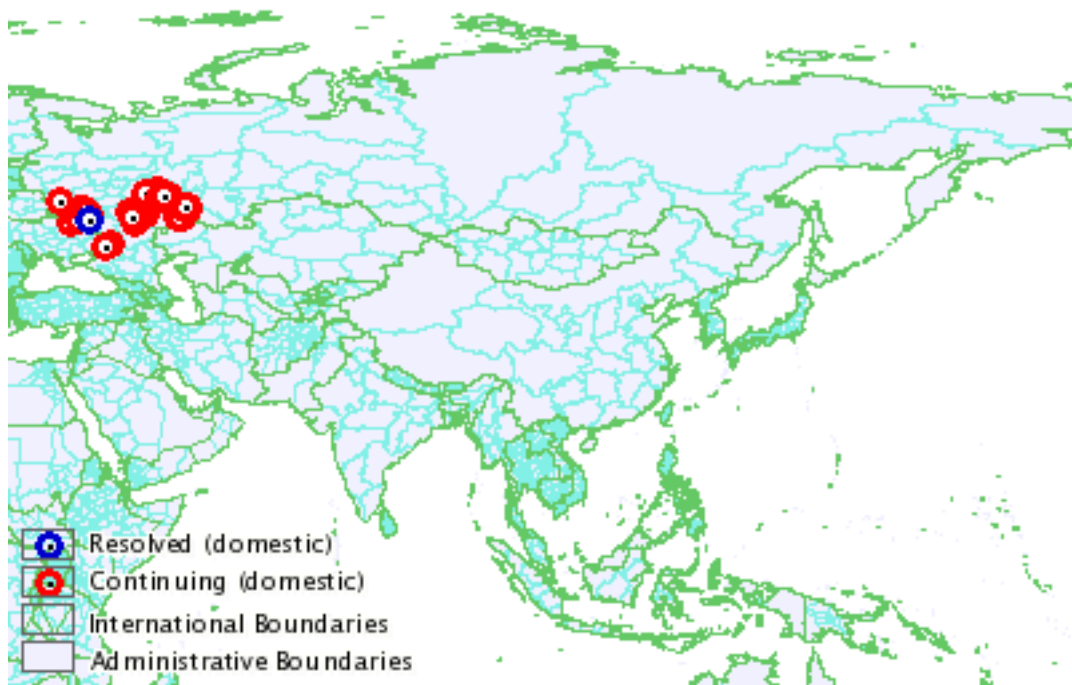 Resolved (domestic)
Continuing (domestic)
International Boundaries
Administrative Boundaries